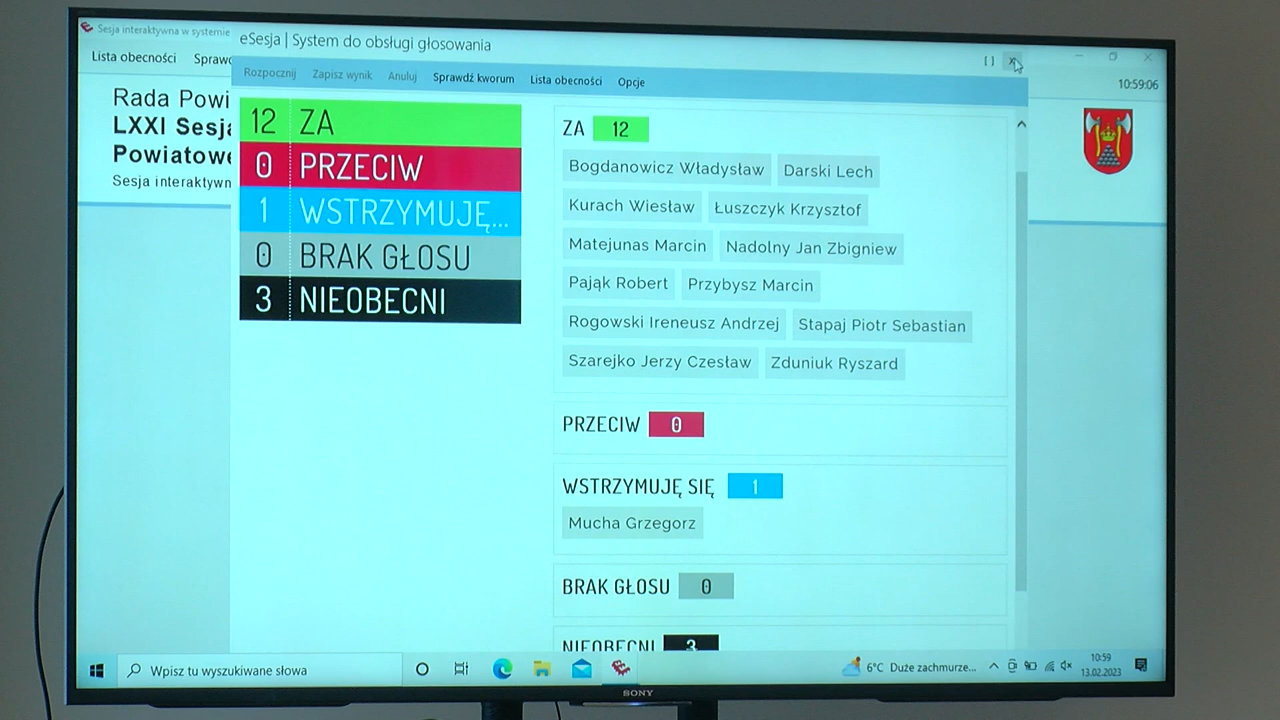 Sesja interaktywna w systemie
eSesja | System do obsługi głosowania
Lista obecności
Rozpocznij Zapisz wynik Anuluj Sprawdź kworum Lista obecności Opcje
10:59:06
Rada Powi
LXXI Sesja
Powiatowe
Sesja interaktywn
12 ZA
0 PRZECIW
1 WSTRZYMUJĘ...
0 BRAK GŁOSU
3 NIEOBECNI
ZA 12
Bogdanowicz Władysław Darski Lech
Kurach Wiesław Łuszczyk Krzysztof
Matejunas Marcin Nadolny Jan Zbigniew
Pająk Robert Przybysz Marcin
Rogowski Ireneusz Andrzej Stapaj Piotr Sebastian
Szarejko Jerzy Czesław Zduniuk Ryszard
PRZECIW 0
WSTRZYMUJĘ SIĘ 1
Mucha Grzegorz
BRAK GŁOSU 0
NIEOBECNI 3
Wpisz tu wyszukiwane słowa
6°C Duże zachmurze...
10:59
13.02.2023
SONY